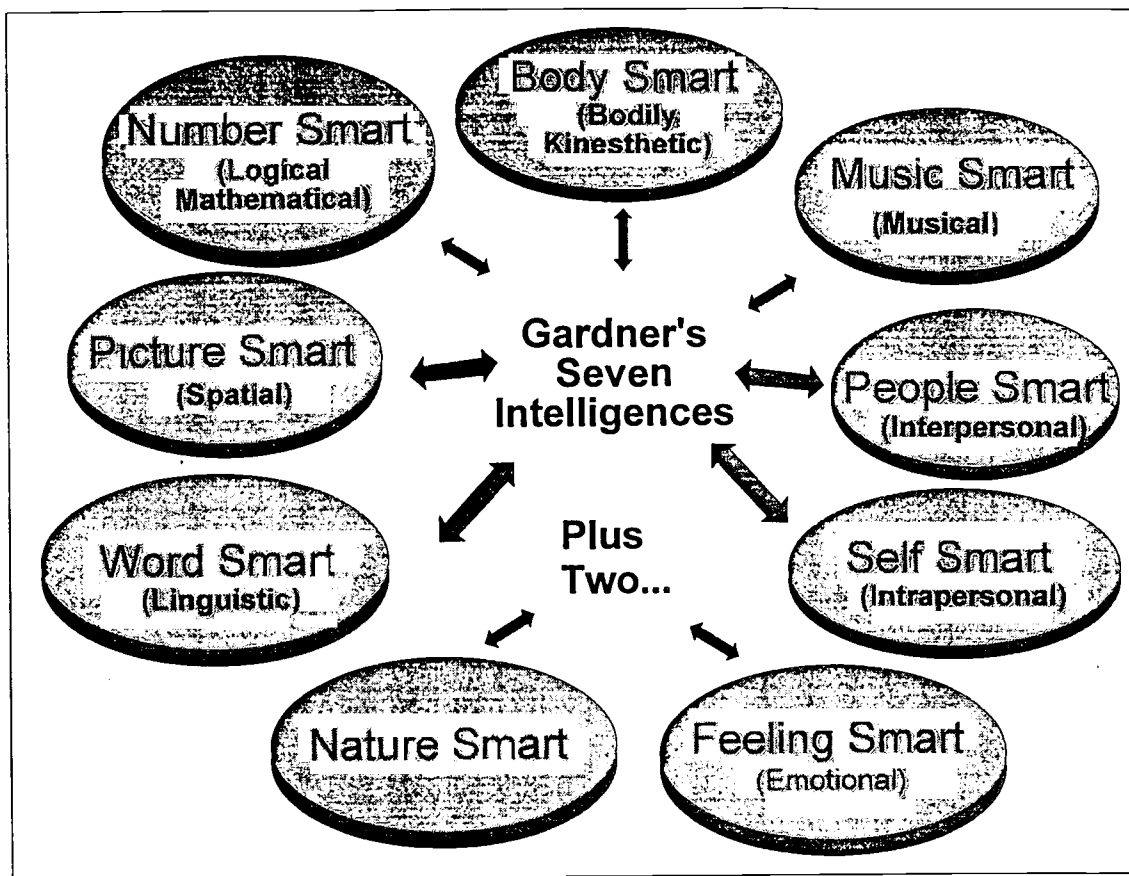 Body Smart
(Bodily
Kinesthetic)
Number Smart
(Logical
Mathematical)
Music Smart
(Musical)
Gardner's
Seven
Intelligences
Picture Smart
(Spatial)
People Smart
(Interpersonal)
Word Smart
(Linguistic)
Plus
Two...
Self Smart
(Intrapersonal)
Nature Smart
Feeling Smart
(Emotional)